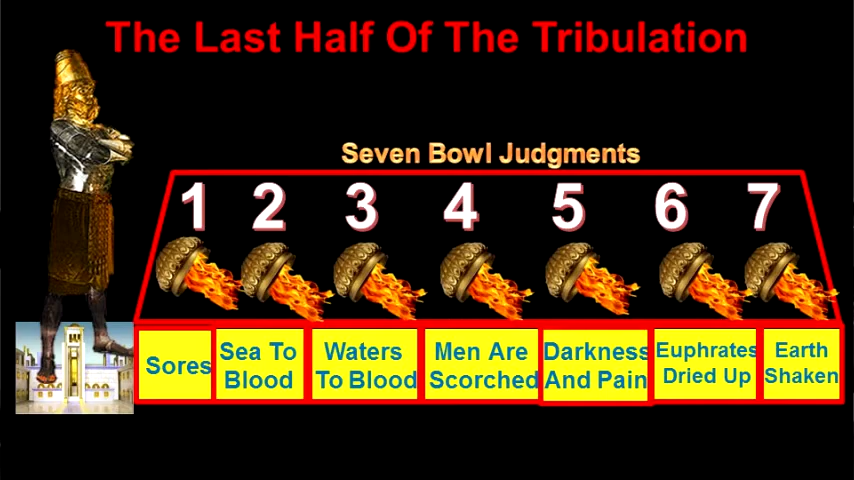 The Last Half Of The Tribulation
Seven Bowl Judgments
1 2 3 4 5 6 7
Sores
Sea To
Blood
Waters
To Blood
Men Are
Scorched
Darkness
And Pain
Euphrates
Dried Up
Earth
Shaken